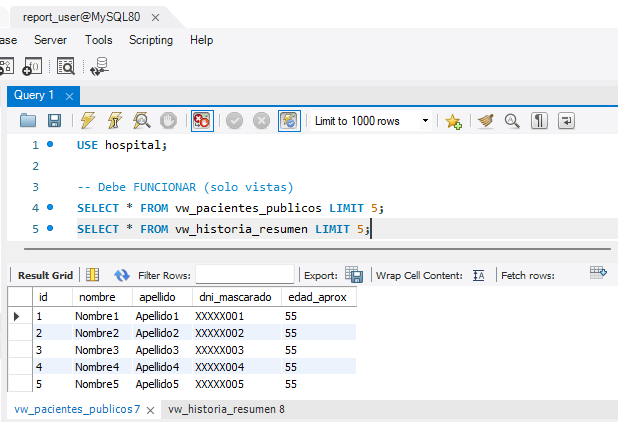 report_user@MySQL80 ×
ase Server Tools Scripting Help
Query 1 ×
Limit to 1000 rows
1 USE hospital;
2
3 -- Debe FUNCIONAR (solo vistas)
4 SELECT * FROM vw_pacientes_publicos LIMIT 5;
5 SELECT * FROM vw_historia_resumen LIMIT 5;
Result Grid Filter Rows: Export: Wrap Cell Content: Fetch rows:
id nombre apellido dni_mascarado edad_aprox
1 Nombre1 Apellido1 XXXXX001 55
2 Nombre2 Apellido2 XXXXX002 55
3 Nombre3 Apellido3 XXXXX003 55
4 Nombre4 Apellido4 XXXXX004 55
5 Nombre5 Apellido5 XXXXX005 55
vw_pacientes_publicos 7 × vw_historia_resumen 8